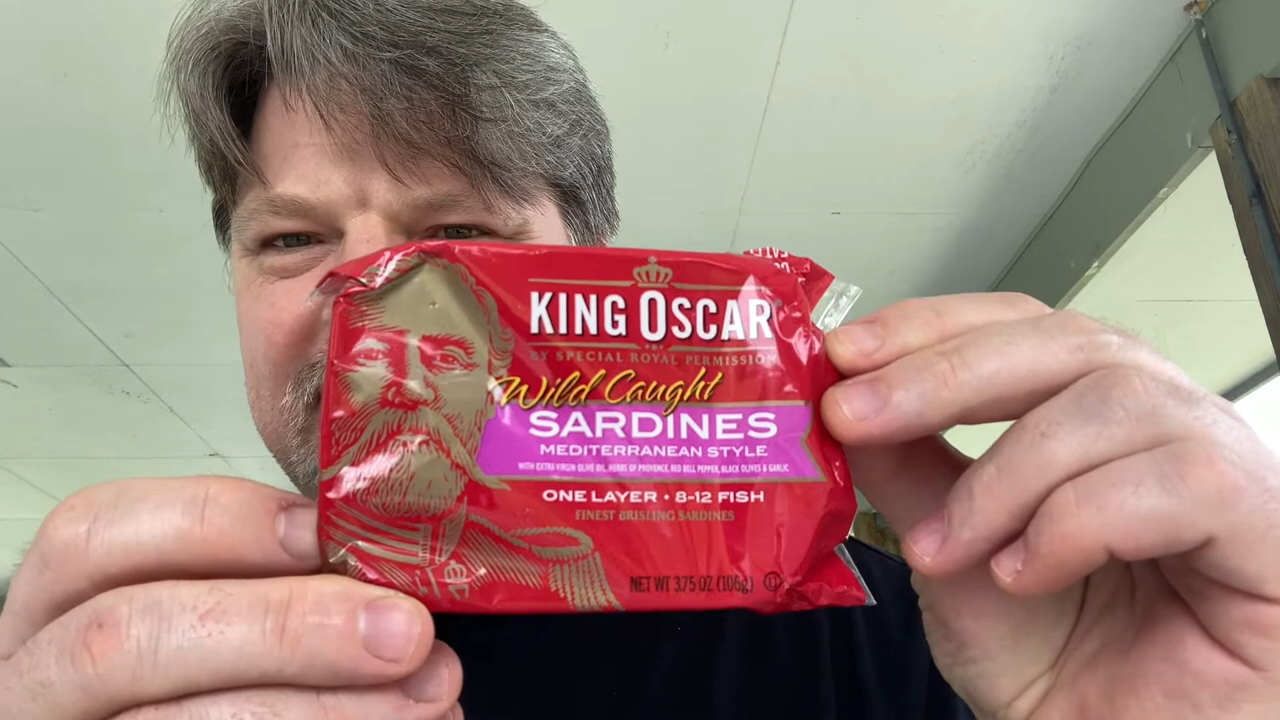 KING OSCAR
BY SPECIAL ROYAL PERMISSION
Wild Caught
SARDINES
MEDITERRANEAN STYLE
WITH EXTRA VIRGIN OLIVE OIL, HERBS OF PROVENCE, RED BELL PEPPER, BLACK OLIVES & GARLIC
ONE LAYER • 8-12 FISH
FINEST BRISLING SARDINES
NET WT 3.75 OZ (106g) U